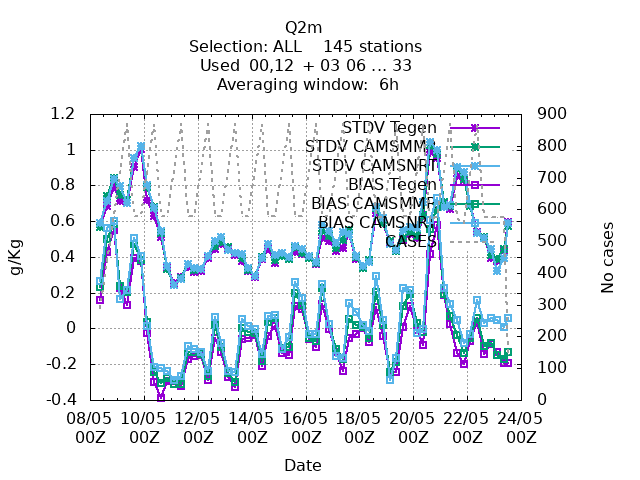 Q2m
Selection: ALL 145 stations
Used 00,12 + 03 06 ... 33
Averaging window: 6h
1.2
1
0.8
0.6
0.4
0.2
0
-0.2
-0.4
g/Kg
900
800
700
600
500
400
300
200
100
0
No cases
STDV Tegen
STDV CAMSMMR
STDV CAMSNRT
BIAS Tegen
BIAS CAMSMMR
BIAS CAMSNRT
CASES
08/05 10/05 12/05 14/05 16/05 18/05 20/05 22/05 24/05
00Z 00Z 00Z 00Z 00Z 00Z 00Z 00Z 00Z
Date